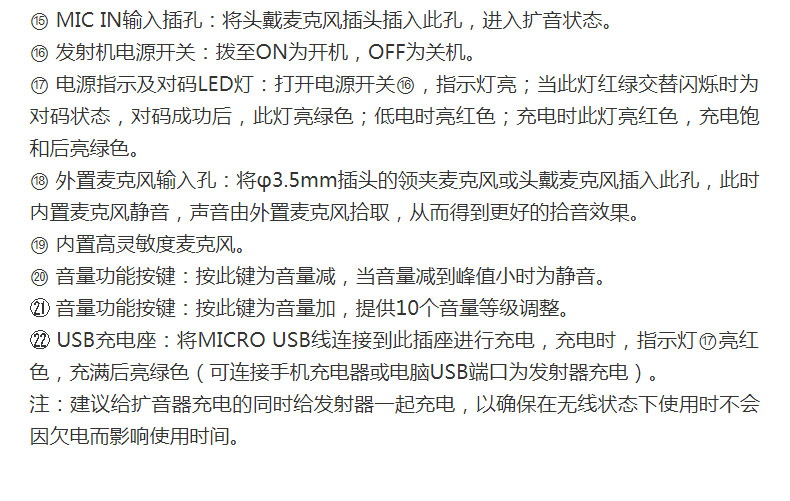 ⑮ MIC IN输入插孔：将头戴麦克风插头插入此孔，进入扩音状态。
⑯ 发射机电源开关：拨至ON为开机，OFF为关机。
⑰ 电源指示及对码LED灯：打开电源开关⑯，指示灯亮；当此灯红绿交替闪烁时为
对码状态，对码成功后，此灯亮绿色；低电时亮红色；充电时此灯亮红色，充电饱
和后亮绿色。
⑱ 外置麦克风输入孔：将φ3.5mm插头的领夹麦克风或头戴麦克风插入此孔，此时
内置麦克风静音，声音由外置麦克风拾取，从而得到更好的拾音效果。
⑲ 内置高灵敏度麦克风。
⑳ 音量功能按键：按此键为音量减，当音量减到峰值小时为静音。
㉑ 音量功能按键：按此键为音量加，提供10个音量等级调整。
㉒ USB充电座：将MICRO USB线连接到此插座进行充电，充电时，指示灯⑰亮红
色，充满后亮绿色（可连接手机充电器或电脑USB端口为发射器充电）。
注：建议给扩音器充电的同时给发射器一起充电，以确保在无线状态下使用时不会
因欠电而影响使用时间。